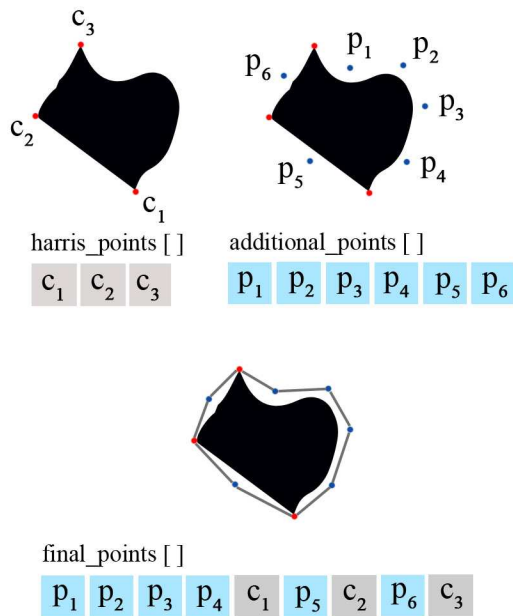 c₃
c₂
c₁
harris_points [ ]
c₁ c₂ c₃
p₁
p₂
p₆
p₃
p₅
p₄
additional_points [ ]
p₁ p₂ p₃ p₄ p₅ p₆
final_points [ ]
p₁ p₂ p₃ p₄ c₁ p₅ c₂ p₆ c₃